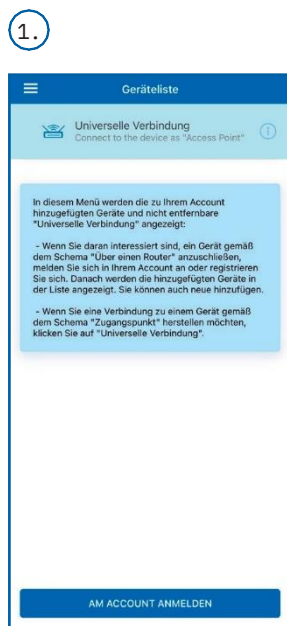 1.
Geräteliste
Universelle Verbindung
Connect to the device as "Access Point"
In diesem Menü werden die zu Ihrem Account
hinzugefügten Geräte und nicht entfernbare
"Universelle Verbindung" angezeigt:
- Wenn Sie daran interessiert sind, ein Gerät gemäß
dem Schema "Über einen Router" anzuschließen,
melden Sie sich in Ihrem Account an oder registrieren
Sie sich. Danach werden die hinzugefügten Geräte in
der Liste angezeigt. Sie können auch neue hinzufügen.
- Wenn Sie eine Verbindung zu einem Gerät gemäß
dem Schema "Zugangspunkt" herstellen möchten,
klicken Sie auf "Universelle Verbindung".
AM ACCOUNT ANMELDEN